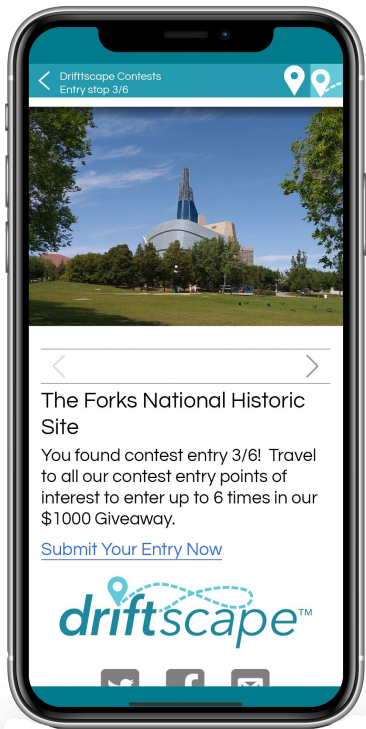 Drifttscape Contests
Entry stop 3/6
The Forks National Historic
Site
You found contest entry 3/6!  Travel
to all our contest entry points of
interest to enter up to 6 times in our
$1000 Giveaway.
Submit Your Entry Now
driftscape™